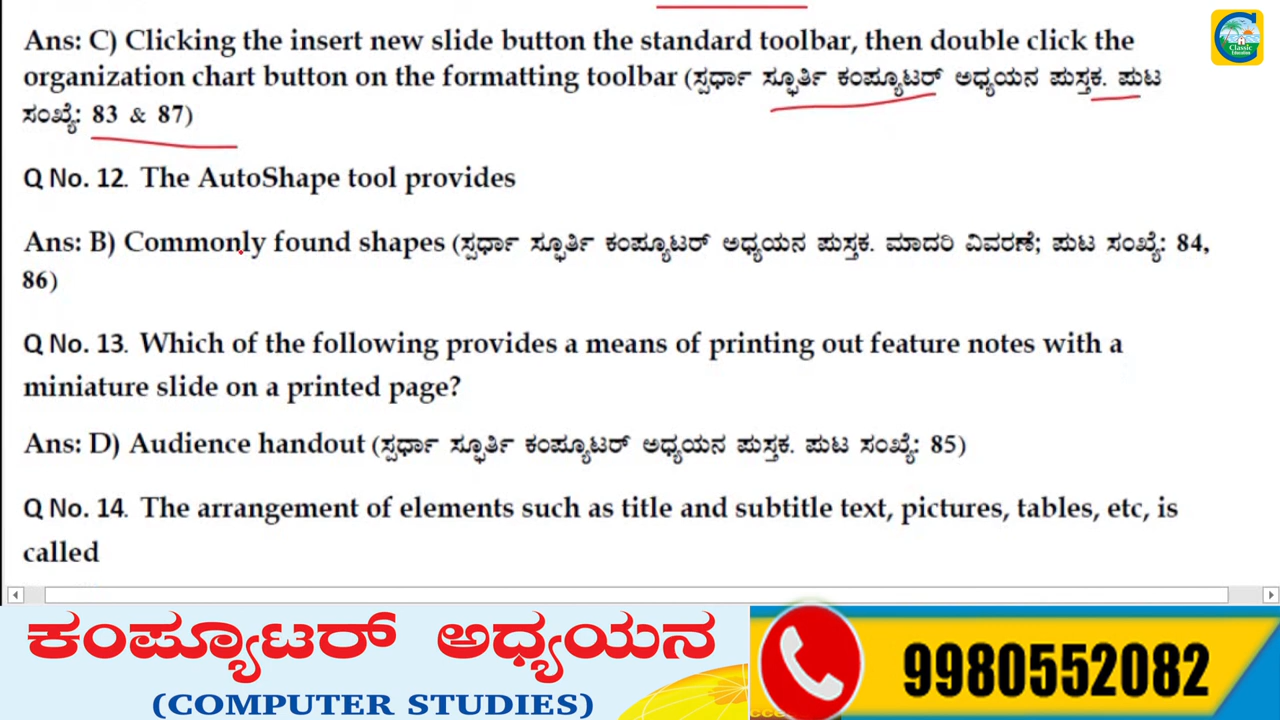 Classic
Education
Ans: C) Clicking the insert new slide button the standard toolbar, then double click the
organization chart button on the formatting toolbar (ಸ್ಪರ್ಧಾ ಸ್ಫೂರ್ತಿ ಕಂಪ್ಯೂಟರ್ ಅಧ್ಯಯನ ಪುಸ್ತಕ. ಪುಟ
ಸಂಖ್ಯೆ: 83 & 87)
Q No. 12. The AutoShape tool provides
Ans: B) Commonly found shapes (ಸ್ಪರ್ಧಾ ಸ್ಫೂರ್ತಿ ಕಂಪ್ಯೂಟರ್ ಅಧ್ಯಯನ ಪುಸ್ತಕ. ಮಾದರಿ ವಿವರಣೆ; ಪುಟ ಸಂಖ್ಯೆ: 84,
86)
Q No. 13. Which of the following provides a means of printing out feature notes with a
miniature slide on a printed page?
Ans: D) Audience handout (ಸ್ಪರ್ಧಾ ಸ್ಫೂರ್ತಿ ಕಂಪ್ಯೂಟರ್ ಅಧ್ಯಯನ ಪುಸ್ತಕ. ಪುಟ ಸಂಖ್ಯೆ: 85)
Q No. 14. The arrangement of elements such as title and subtitle text, pictures, tables, etc, is
called
ಕಂಪ್ಯೂಟರ್ ಅಧ್ಯಯನ
(COMPUTER STUDIES)
9980552082